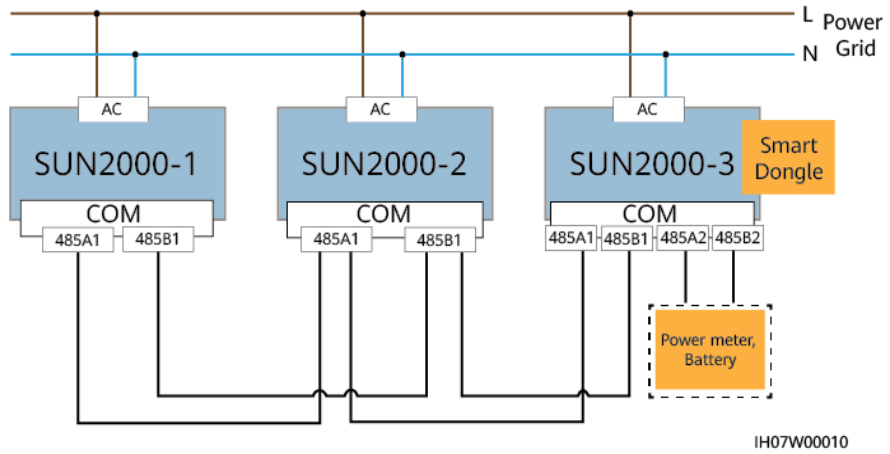 L Power
Grid
N
AC
AC
AC
SUN2000-1
SUN2000-2
SUN2000-3
Smart
Dongle
COM
COM
COM
485A1
485B1
485A1
485B1
485A1
485B1
485A2
485B2
Power meter,
Battery
IH07W00010